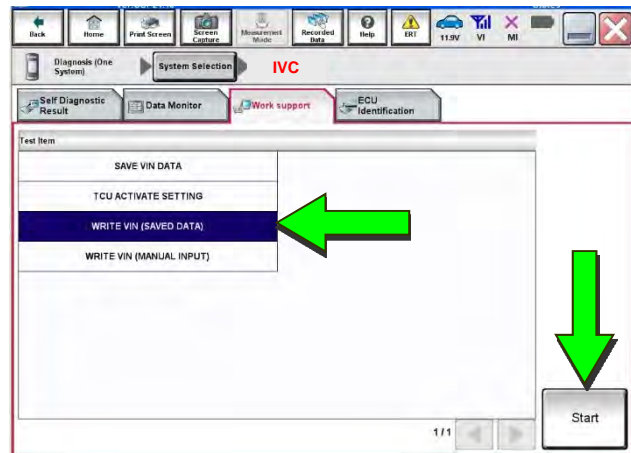 Back
Home
Print Screen
Screen Capture
Measurement Mode
Recorded Data
Help
ERT
11.9V
VI
MI
Diagnosis (One System)
System Selection
IVC
Self Diagnostic Result
Data Monitor
Work support
ECU Identification
Test Item
SAVE VIN DATA
TCU ACTIVATE SETTING
WRITE VIN (SAVED DATA)
WRITE VIN (MANUAL INPUT)
1/1
Start